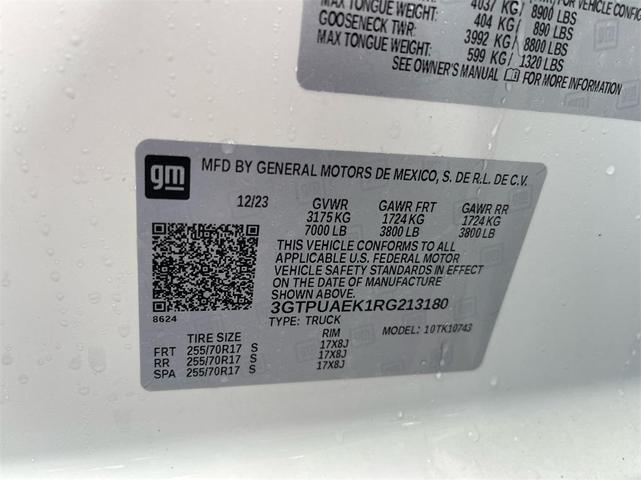 MAX TONGUE WEIGHT: 4037 KG/ 8900 LBS
404 KG/ 890 LBS
GOOSENECK TWR: 3992 KG/ 8800 LBS
MAX TONGUE WEIGHT: 599 KG/ 1320 LBS
SEE OWNER'S MANUAL FOR MORE INFORMATION
gm
MFD BY GENERAL MOTORS DE MEXICO, S. DE R.L. DE C.V.
12/23 GVWR GAWR FRT GAWR RR
3175 KG 1724 KG 1724 KG
7000 LB 3800 LB 3800 LB
THIS VEHICLE CONFORMS TO ALL
APPLICABLE U.S. FEDERAL MOTOR
VEHICLE SAFETY STANDARDS IN EFFECT
ON THE DATE OF MANUFACTURE
SHOWN ABOVE.
3GTPUAEK1RG213180
8624
TYPE: TRUCK MODEL: 10TK10743
TIRE SIZE RIM
FRT 255/70R17 S 17X8J
RR 255/70R17 S 17X8J
SPA 255/70R17 S 17X8J